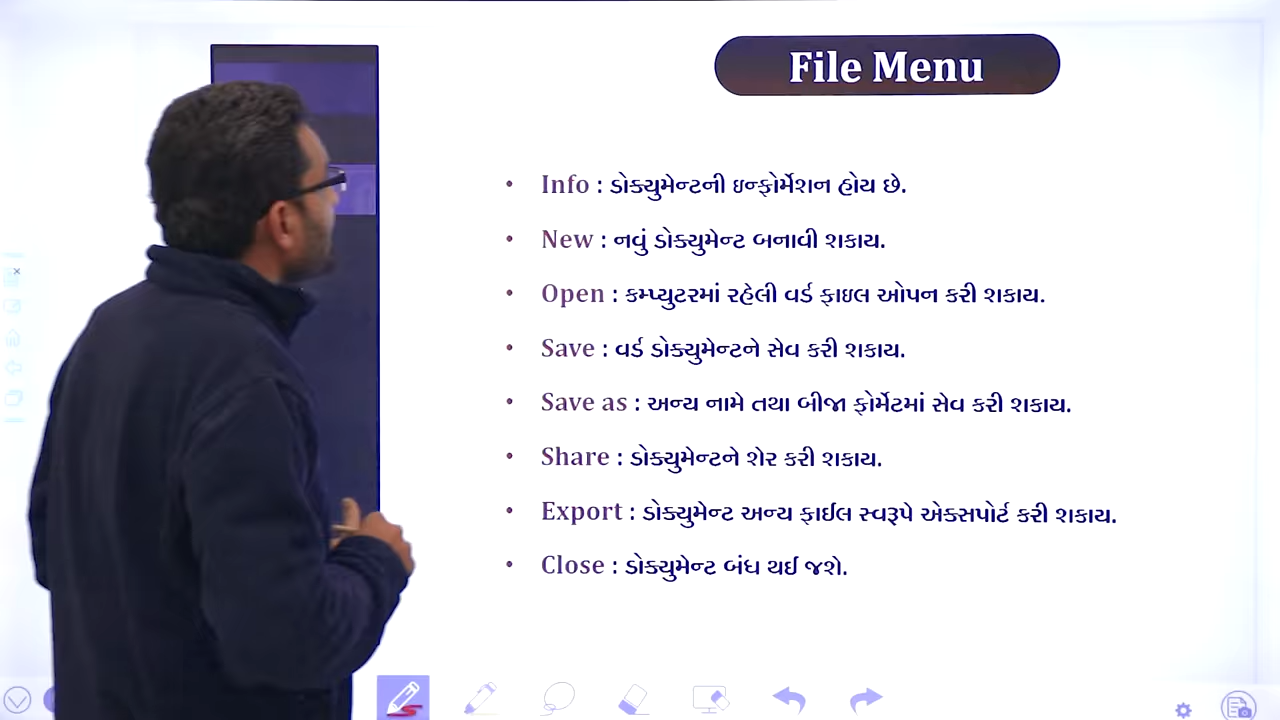 File Menu
• Info : ડોક્યુમેન્ટની ઇન્ફોર્મેશન હોય છે.
• New : નવું ડોક્યુમેન્ટ બનાવી શકાય.
• Open : કમ્પ્યુટરમાં રહેલી વર્ડ ફાઇલ ઓપન કરી શકાય.
• Save : વર્ડ ડોક્યુમેન્ટને સેવ કરી શકાય.
• Save as : અન્ય નામે તથા બીજા ફોર્મેટમાં સેવ કરી શકાય.
• Share : ડોક્યુમેન્ટને શેર કરી શકાય.
• Export : ડોક્યુમેન્ટ અન્ય ફાઈલ સ્વરૂપે એક્સપોર્ટ કરી શકાય.
• Close : ડોક્યુમેન્ટ બંધ થઈ જશે.